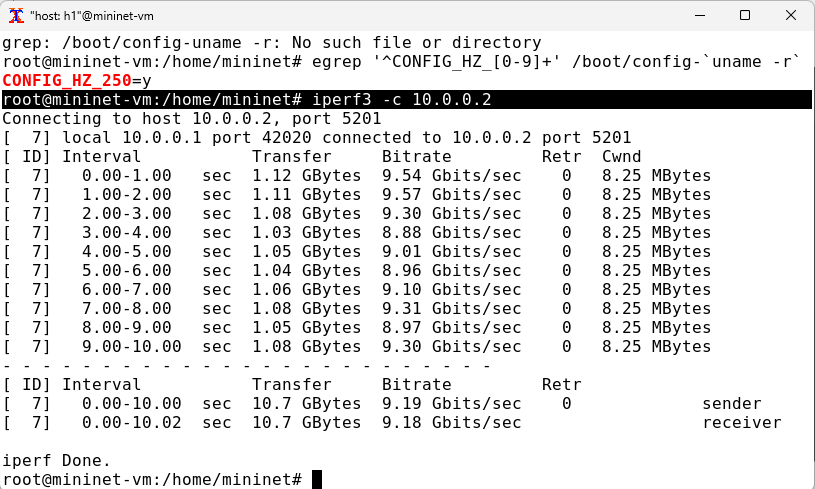 "host: h1"@mininet-vm
grep: /boot/config-uname -r: No such file or directory
root@mininet-vm:/home/mininet# egrep '^CONFIG_HZ_[0-9]+' /boot/config-`uname -r`
CONFIG_HZ_250=y
root@mininet-vm:/home/mininet# iperf3 -c 10.0.0.2
Connecting to host 10.0.0.2, port 5201
[  7] local 10.0.0.1 port 42020 connected to 10.0.0.2 port 5201
[ ID] Interval           Transfer     Bitrate         Retr  Cwnd
[  7]   0.00-1.00   sec  1.12 GBytes  9.54 Gbits/sec    0   8.25 MBytes
[  7]   1.00-2.00   sec  1.11 GBytes  9.57 Gbits/sec    0   8.25 MBytes
[  7]   2.00-3.00   sec  1.08 GBytes  9.30 Gbits/sec    0   8.25 MBytes
[  7]   3.00-4.00   sec  1.03 GBytes  8.88 Gbits/sec    0   8.25 MBytes
[  7]   4.00-5.00   sec  1.05 GBytes  9.01 Gbits/sec    0   8.25 MBytes
[  7]   5.00-6.00   sec  1.04 GBytes  8.96 Gbits/sec    0   8.25 MBytes
[  7]   6.00-7.00   sec  1.06 GBytes  9.10 Gbits/sec    0   8.25 MBytes
[  7]   7.00-8.00   sec  1.08 GBytes  9.31 Gbits/sec    0   8.25 MBytes
[  7]   8.00-9.00   sec  1.05 GBytes  8.97 Gbits/sec    0   8.25 MBytes
[  7]   9.00-10.00  sec  1.08 GBytes  9.30 Gbits/sec    0   8.25 MBytes
- - - - - - - - - - - - - - - - - - - - - - - - -
[ ID] Interval           Transfer     Bitrate         Retr
[  7]   0.00-10.00  sec  10.7 GBytes  9.19 Gbits/sec    0             sender
[  7]   0.00-10.02  sec  10.7 GBytes  9.18 Gbits/sec                  receiver
iperf Done.
root@mininet-vm:/home/mininet#